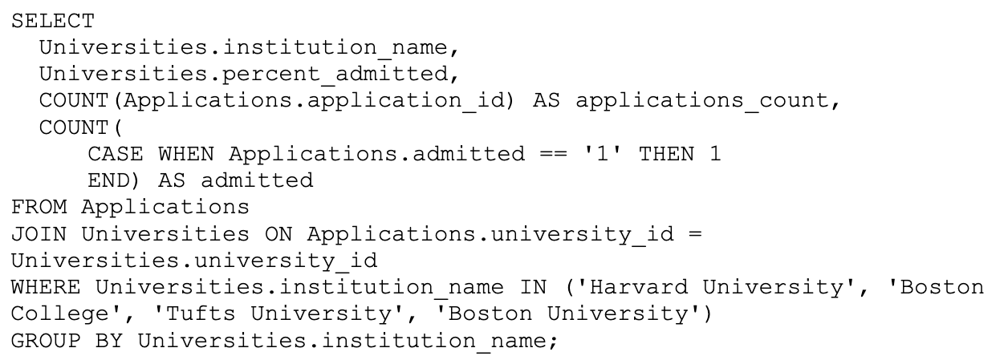 SELECT
  Universities.institution_name,
  Universities.percent_admitted,
  COUNT(Applications.application_id) AS applications_count,
  COUNT(
      CASE WHEN Applications.admitted == '1' THEN 1
      END) AS admitted
FROM Applications
JOIN Universities ON Applications.university_id =
Universities.university_id
WHERE Universities.institution_name IN ('Harvard University', 'Boston
College', 'Tufts University', 'Boston University')
GROUP BY Universities.institution_name;